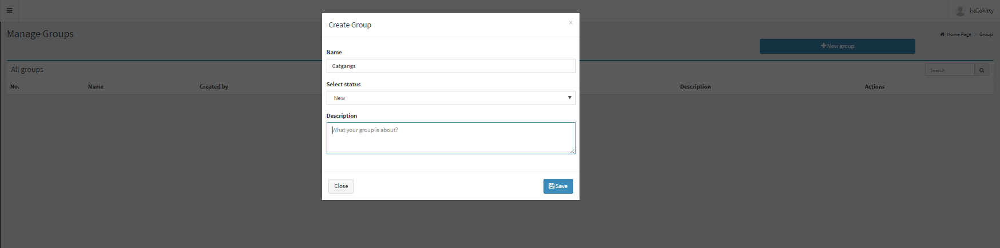 hellokitty
Create Group ×
Manage Groups
Home Page > Group
New group
Name
Catgangs
All groups
Search
Select status
No. Name Created by Description Actions
New
Description
What your group is about?
Close Save